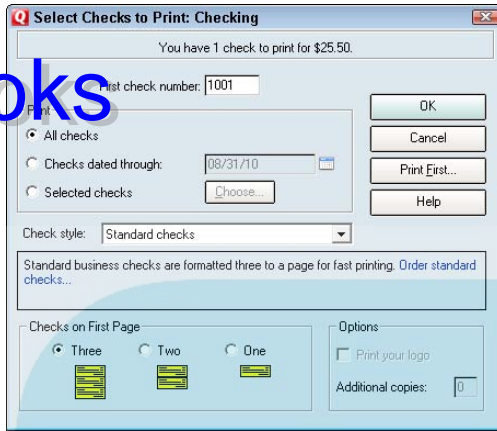 Select Checks to Print: Checking
You have 1 check to print for $25.50.
First check number: 1001
oks
Print
All checks
Checks dated through: 08/31/10
Selected checks Choose...
OK
Cancel
Print First...
Help
Check style: Standard checks
Standard business checks are formatted three to a page for fast printing. Order standard
checks...
Checks on First Page
Three Two One
Options
Print your logo
Additional copies: 0